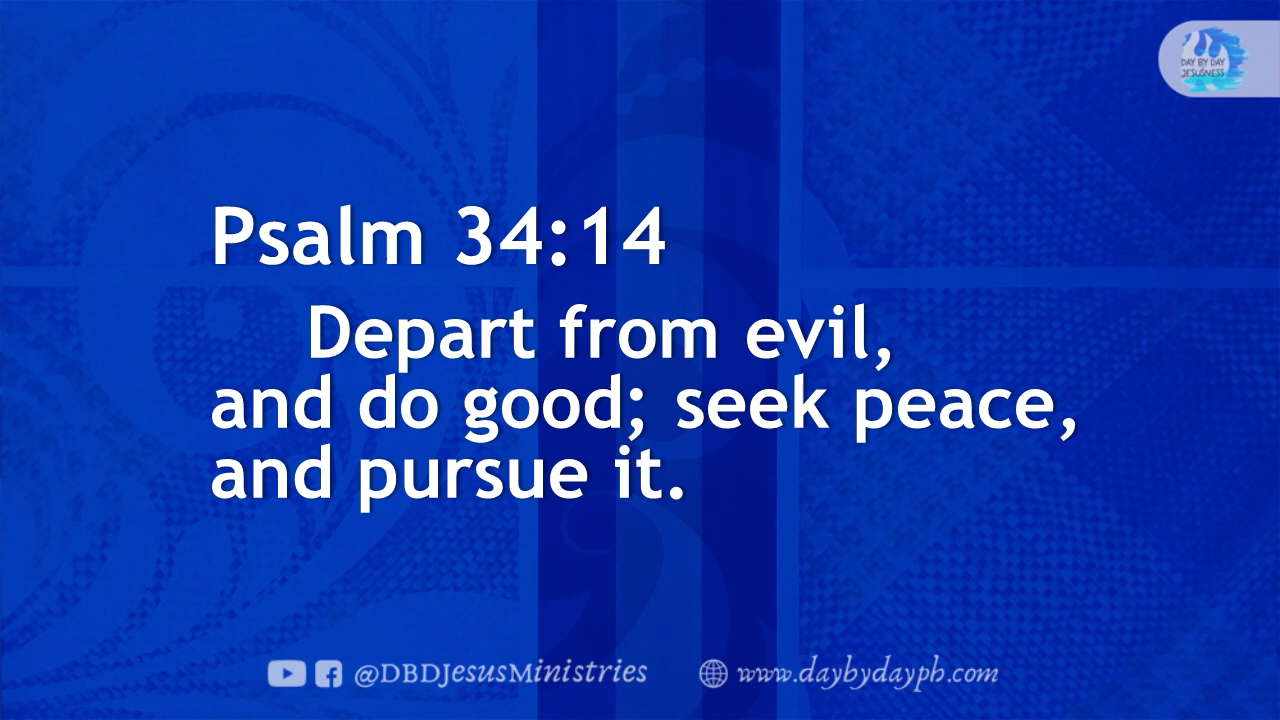 DAY BY DAY
JESUSNESS
Psalm 34:14
Depart from evil,
and do good; seek peace,
and pursue it.
@DBDJesusMinistries
www.daybydayph.com